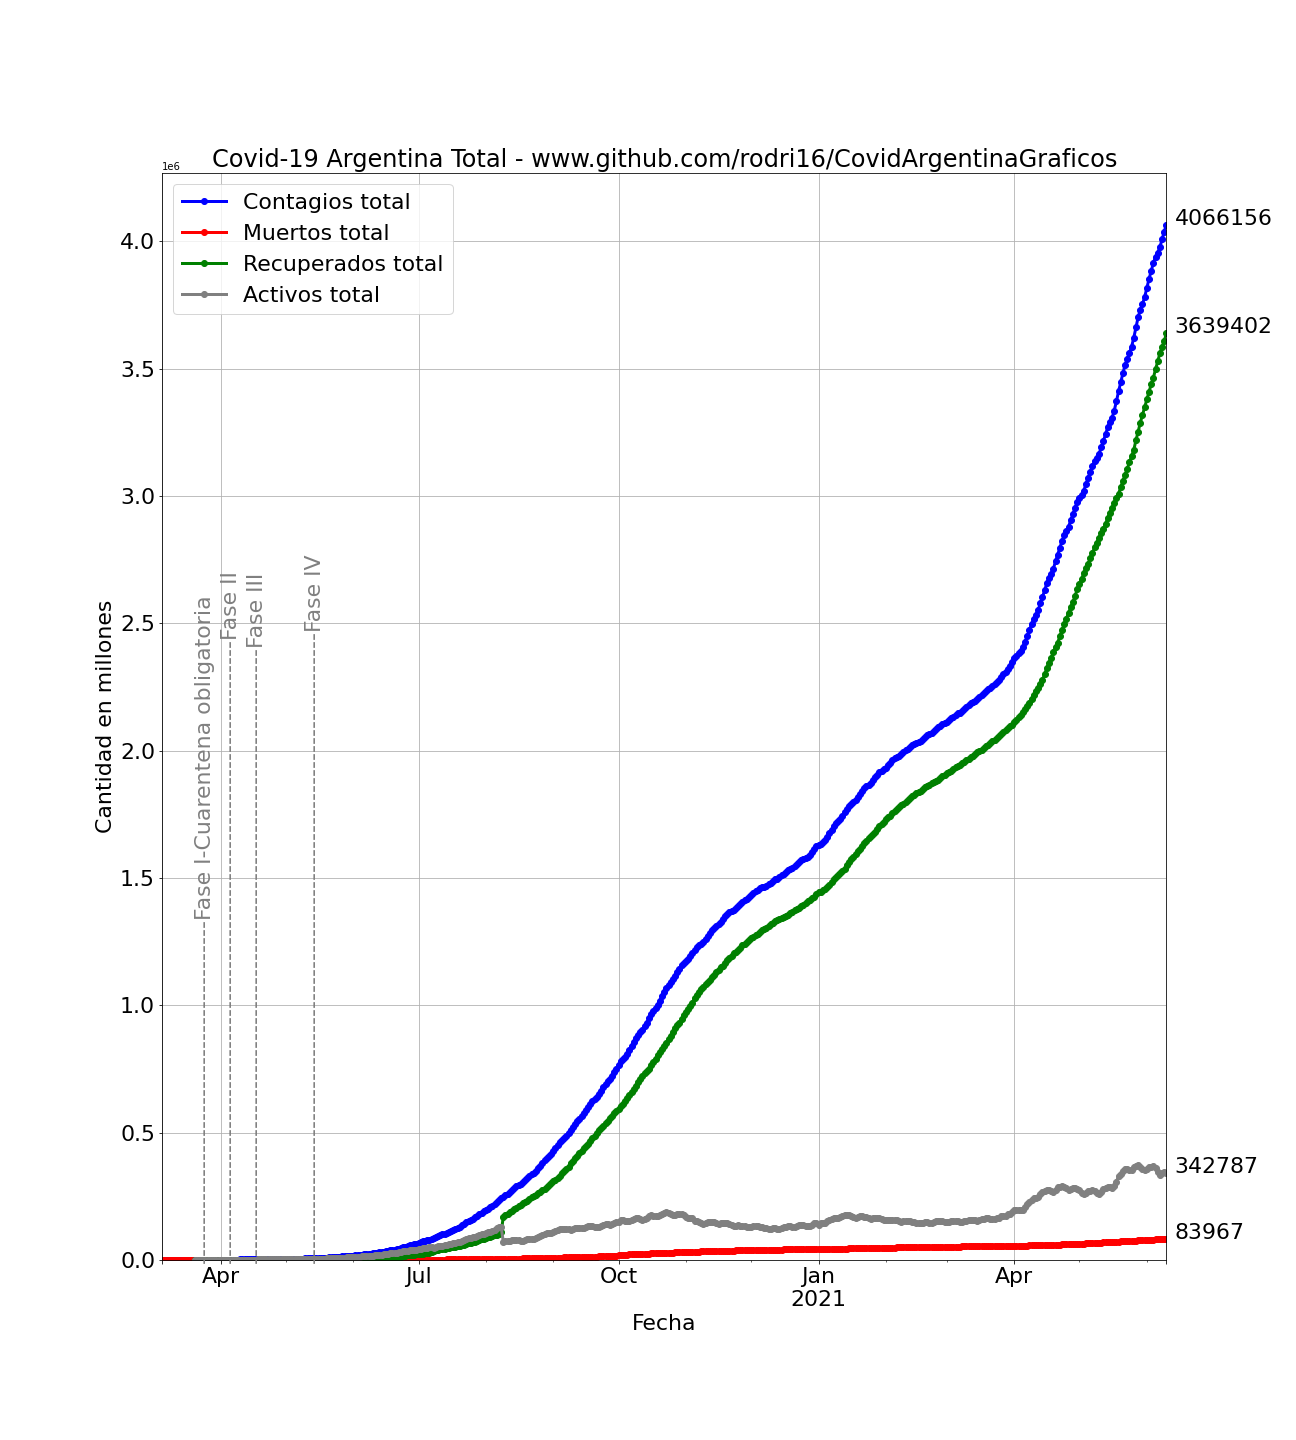 Covid-19 Argentina Total - www.github.com/rodri16/CovidArgentinaGraficos
1e6
Contagios total
Muertos total
Recuperados total
Activos total
4066156
3639402
342787
83967
4.0
3.5
3.0
2.5
2.0
1.5
1.0
0.5
0.0
Cantidad en millones
Fase I-Cuarentena obligatoria
Fase II
Fase III
Fase IV
Apr
Jul
Oct
Jan
2021
Apr
Fecha